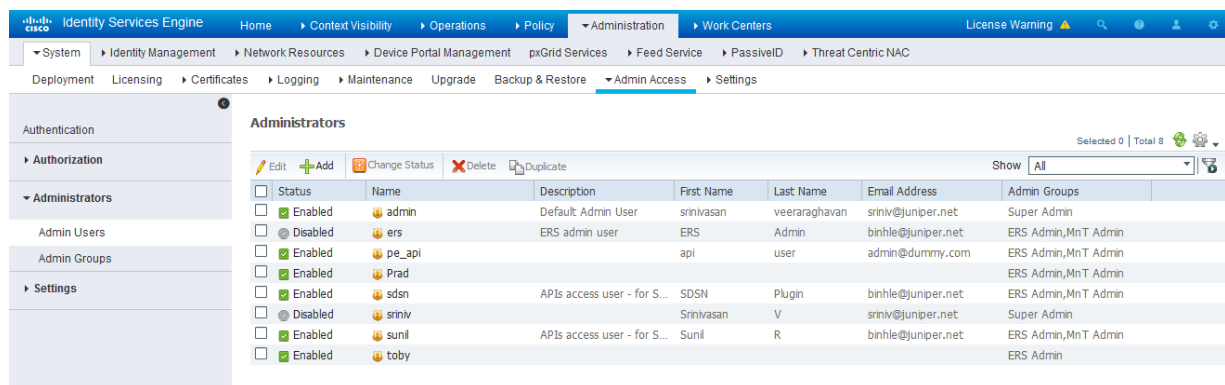 cisco Identity Services Engine Home Context Visibility Operations Policy Administration Work Centers License Warning
System Identity Management Network Resources Device Portal Management pxGrid Services Feed Service PassiveID Threat Centric NAC
Deployment Licensing Certificates Logging Maintenance Upgrade Backup & Restore Admin Access Settings
Authentication
Authorization
Administrators
Admin Users
Admin Groups
Settings
Administrators
Selected 0 | Total 8
Edit Add Change Status Delete Duplicate Show All
Status Name Description First Name Last Name Email Address Admin Groups
Enabled admin Default Admin User srinivasan veeraraghavan sriniv@juniper.net Super Admin
Disabled ers ERS admin user ERS Admin binhle@juniper.net ERS Admin,MnT Admin
Enabled pe_api api user admin@dummy.com ERS Admin,MnT Admin
Enabled Prad ERS Admin,MnT Admin
Enabled sdsn APIs access user - for S... SDSN Plugin binhle@juniper.net ERS Admin,MnT Admin
Disabled sriniv Srinivasan V sriniv@juniper.net Super Admin
Enabled sunil APIs access user - for S... Sunil R binhle@juniper.net ERS Admin,MnT Admin
Enabled toby ERS Admin